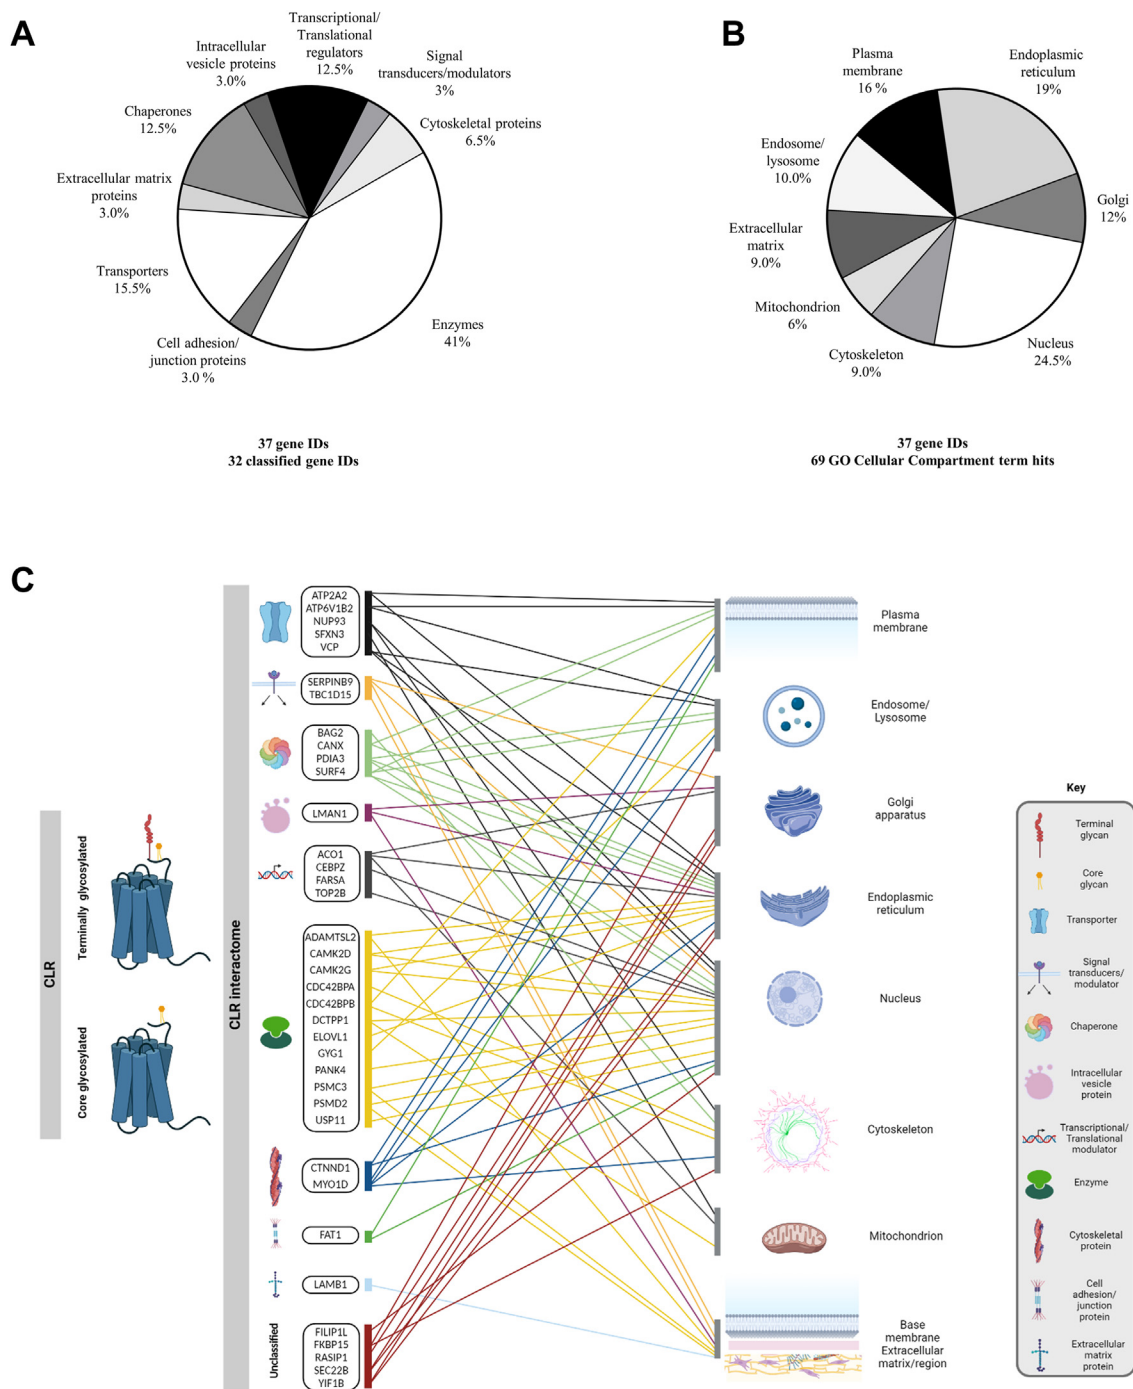 A
Transcriptional/
Translational
regulators
12.5%
Intracellular
vesicle proteins
3.0%
Signal
transducers/modulators
3%
Chaperones
12.5%
Cytoskeletal proteins
6.5%
Extracellular matrix
proteins
3.0%
Transporters
15.5%
Enzymes
41%
Cell adhesion/
junction proteins
3.0 %
37 gene IDs
32 classified gene IDs
B
Plasma
membrane
16 %
Endoplasmic
reticulum
19%
Endosome/
lysosome
10.0%
Golgi
12%
Extracellular
matrix
9.0%
Mitochondrion
6%
Cytoskeleton
9.0%
Nucleus
24.5%
37 gene IDs
69 GO Cellular Compartment term hits
C
CLR
Terminally glycosylated
Core glycosylated
CLR interactome
ATP2A2
ATP6V1B2
NUP93
SFXN3
VCP
SERPINB9
TBC1D15
BAG2
CANX
PDIA3
SURF4
LMAN1
ACO1
CEBPZ
FARSA
TOP2B
ADAMTSL2
CAMK2D
CAMK2G
CDC42BPA
CDC42BPB
DCTPP1
ELOVL1
GYG1
PANK4
PSMC3
PSMD2
USP11
CTNND1
MYO1D
FAT1
LAMB1
Unclassified
FILIP1L
FKBP15
RASIP1
SEC22B
YIF1B
Plasma
membrane
Endosome/
Lysosome
Golgi
apparatus
Endoplasmic
reticulum
Nucleus
Cytoskeleton
Mitochondrion
Base
membrane
Extracellular
matrix/region
Key
Terminal
glycan
Core
glycan
Transporter
Signal
transducers/
modulator
Chaperone
Intracellular
vesicle
protein
Transcriptional/
Translational
modulator
Enzyme
Cytoskeletal
protein
Cell
adhesion/
junction
protein
Extracellular
matrix
protein